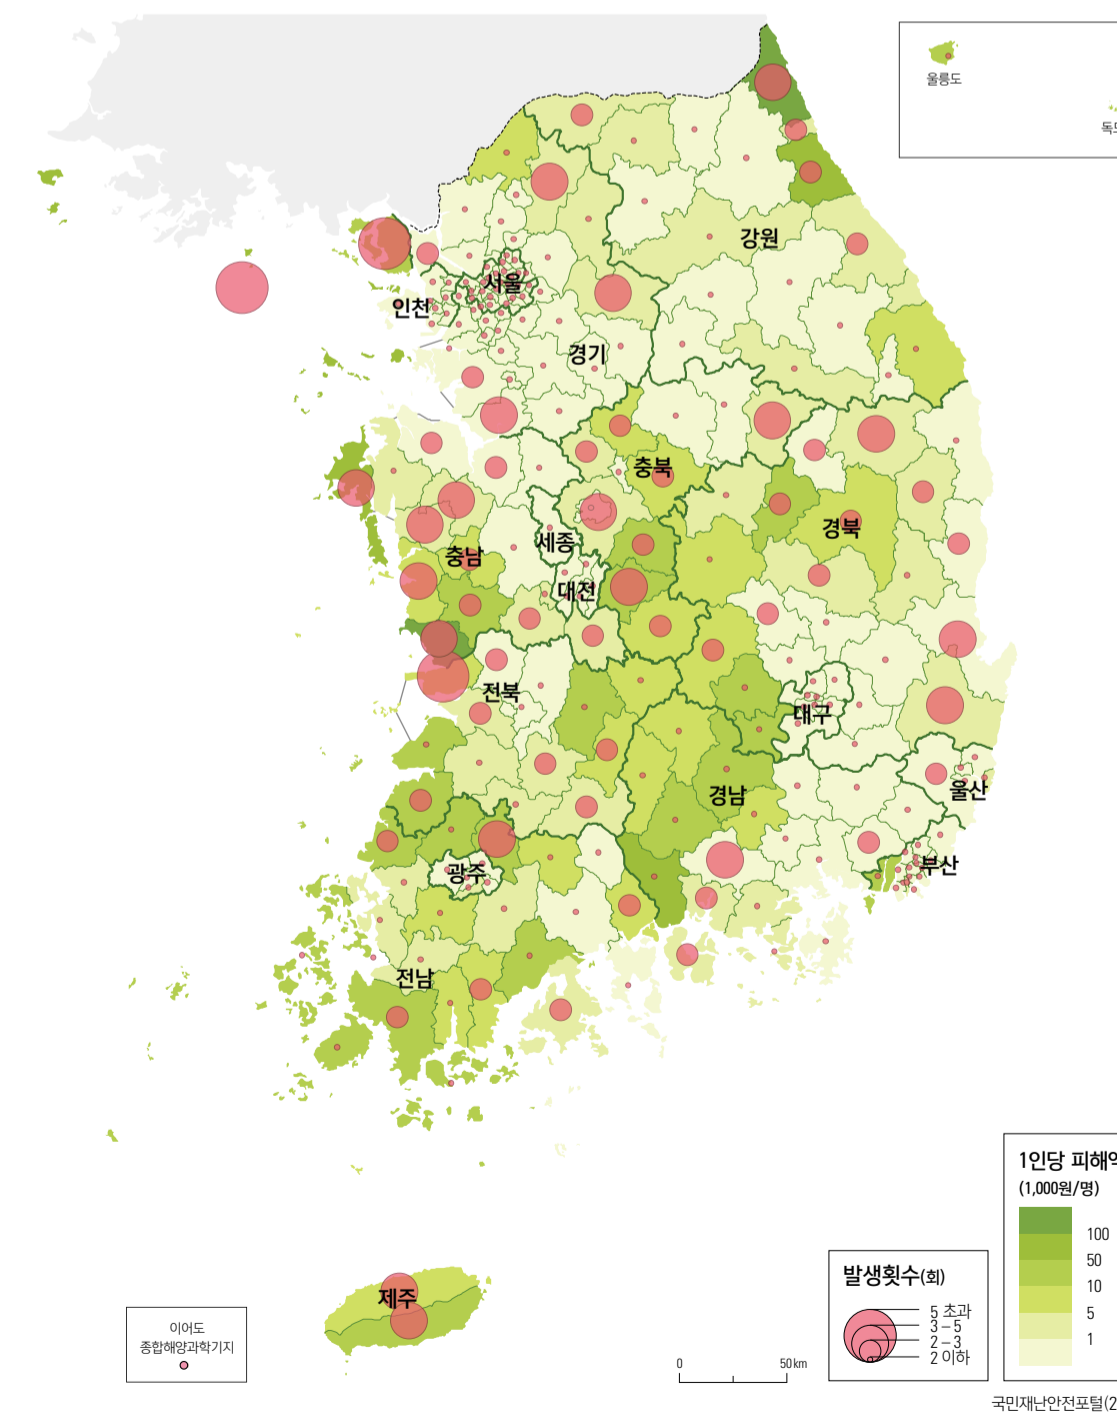 울릉도
강원
서울
인천
경기
충북
세종
경북
충남
대전
전북
대구
경남
울산
부산
광주
전남
제주
이어도
종합해양과학기지
0 50 km
발생횟수(회)
5 초과
3 – 5
2 – 3
2 이하
1인당
(1,000원/명)
100
50
10
5
1
국민재난안전포털(2